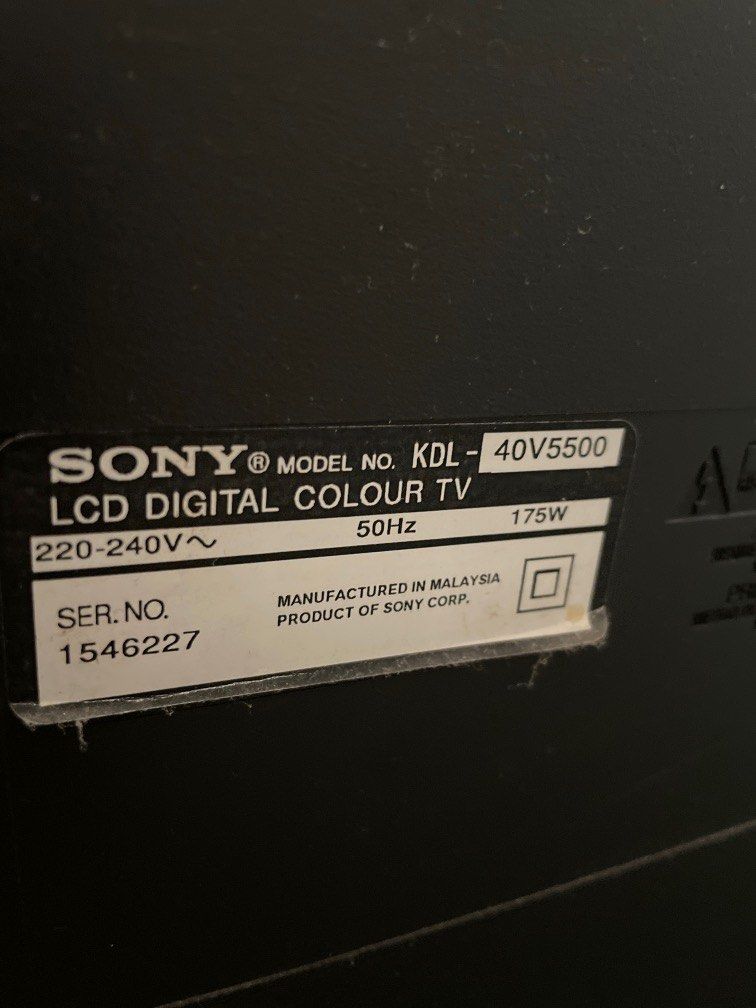 SONY® MODEL NO. KDL-40V5500
LCD DIGITAL COLOUR TV
220-240V~ 50Hz 175W
SER. NO.
1546227
MANUFACTURED IN MALAYSIA
PRODUCT OF SONY CORP.